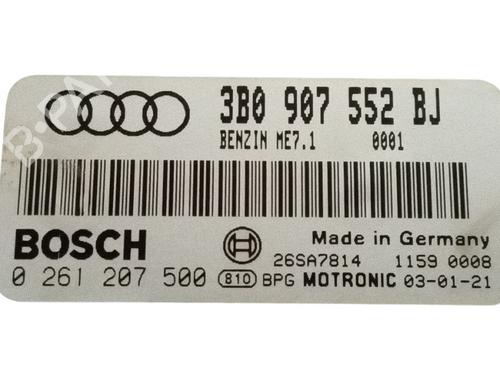 3B0 907 552 BJ
BENZIN ME7.1 0001
BOSCH
Made in Germany
26SA7814 1159 0008
0 261 207 500 810 BPG MOTRONIC 03-01-21
B-PARTS